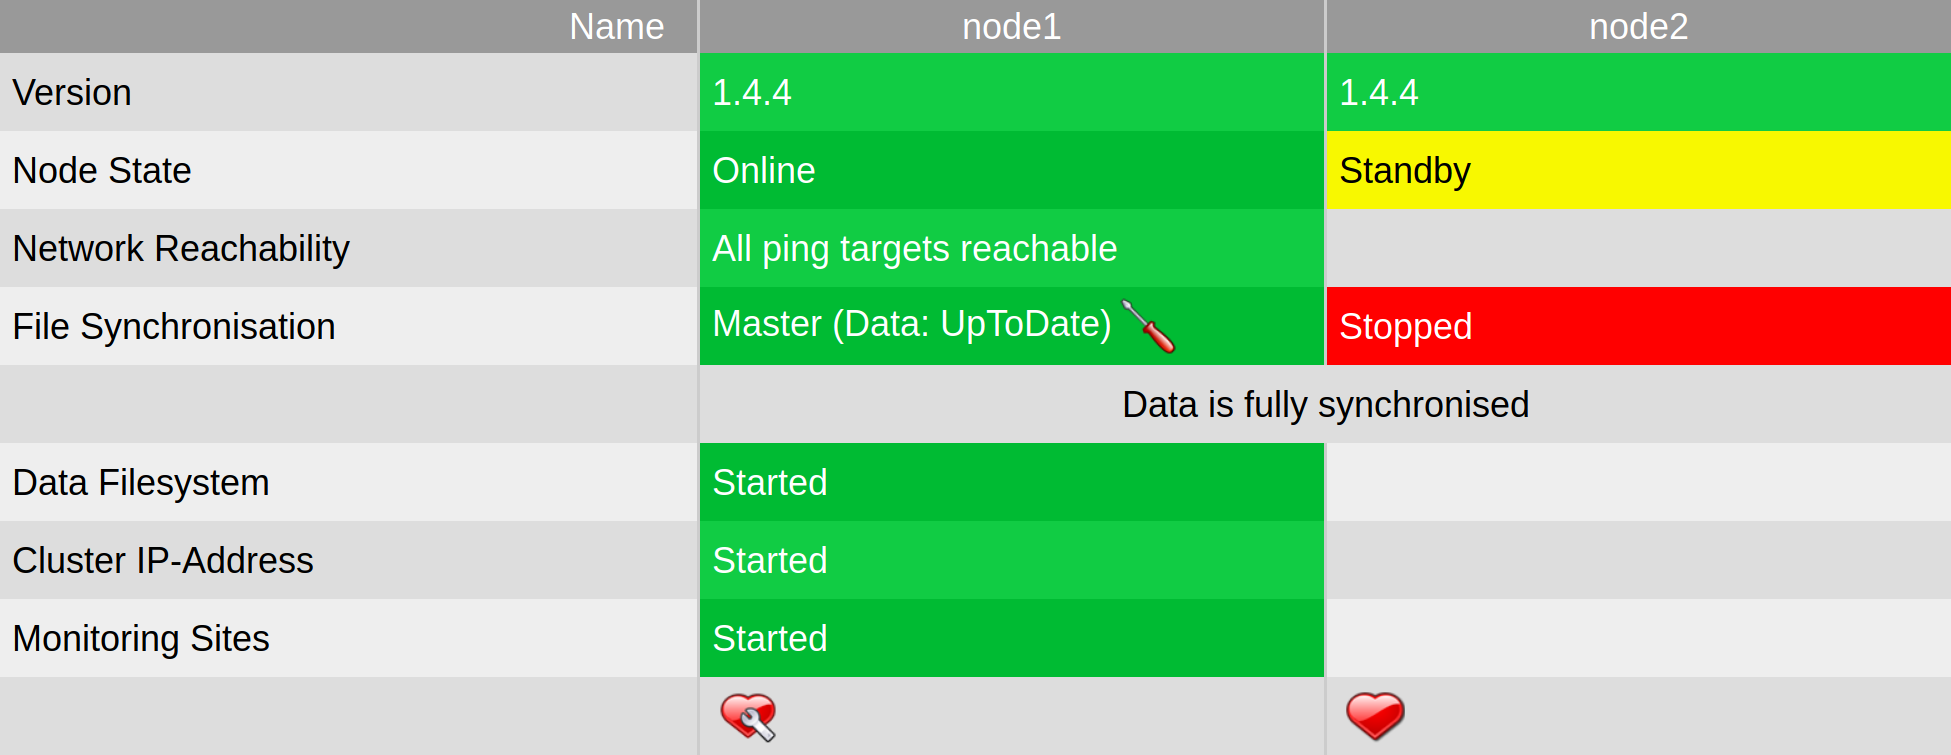 Name node1 node2
Version 1.4.4 1.4.4
Node State Online Standby
Network Reachability All ping targets reachable
File Synchronisation Master (Data: UpToDate) Stopped
Data is fully synchronised
Data Filesystem Started
Cluster IP-Address Started
Monitoring Sites Started